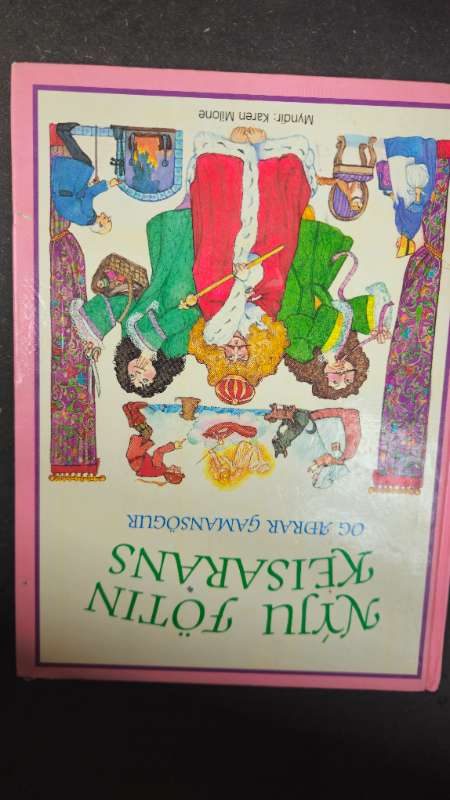 NÝJU FÖTIN
KEISARANS
OG AÐRAR GAMANSÖGUR
Myndir: Karen Milone